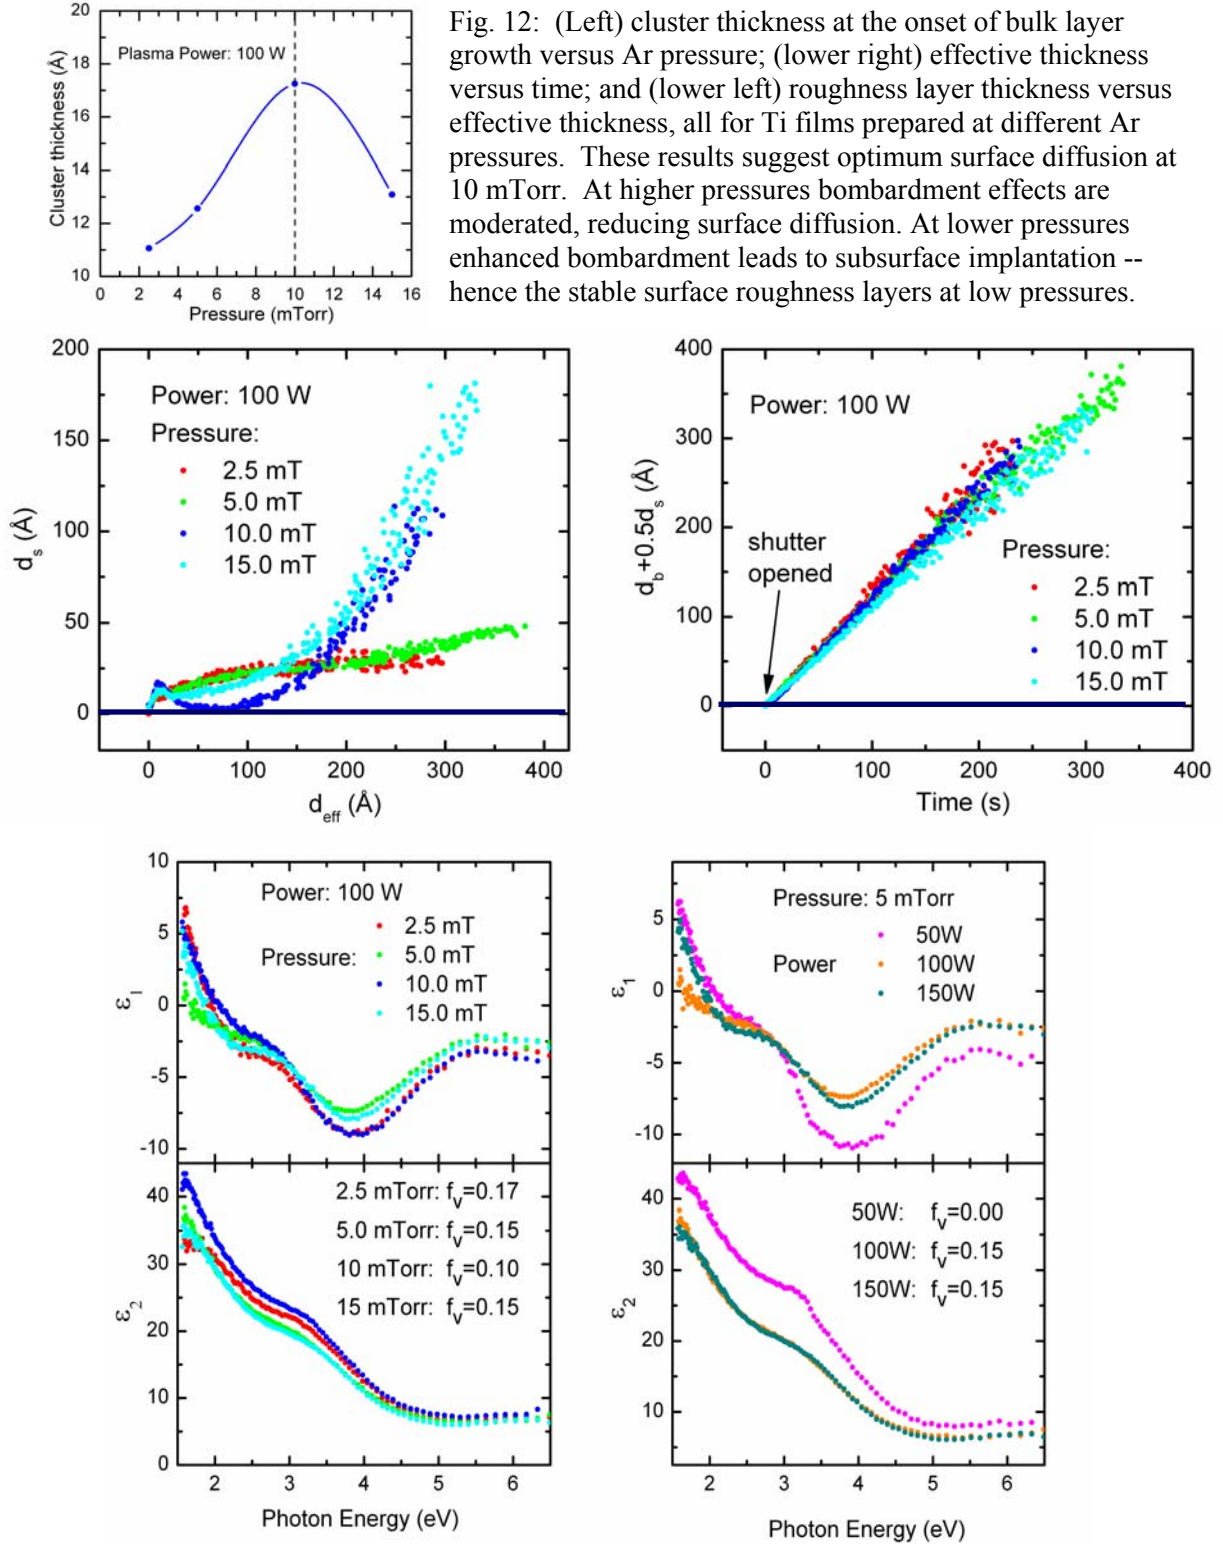 20
18
16
14
12
10
Cluster thickness (Å)
Plasma Power: 100 W
0 2 4 6 8 10 12 14 16
Pressure (mTorr)
Fig. 12: (Left) cluster thickness at the onset of bulk layer
growth versus Ar pressure; (lower right) effective thickness
versus time; and (lower left) roughness layer thickness versus
effective thickness, all for Ti films prepared at different Ar
pressures. These results suggest optimum surface diffusion at
10 mTorr. At higher pressures bombardment effects are
moderated, reducing surface diffusion. At lower pressures
enhanced bombardment leads to subsurface implantation --
hence the stable surface roughness layers at low pressures.
200
150
100
50
0
d_s (Å)
Power: 100 W
Pressure:
2.5 mT
5.0 mT
10.0 mT
15.0 mT
0 100 200 300 400
d_eff (Å)
400
300
200
100
0
d_b+0.5d_s (Å)
Power: 100 W
shutter
opened
Pressure:
2.5 mT
5.0 mT
10.0 mT
15.0 mT
0 100 200 300 400
Time (s)
10
5
0
-5
-10
ε_1
Power: 100 W
Pressure:
2.5 mT
5.0 mT
10.0 mT
15.0 mT
40
30
20
10
0
ε_2
2.5 mTorr: f_v=0.17
5.0 mTorr: f_v=0.15
10 mTorr: f_v=0.10
15 mTorr: f_v=0.15
2 3 4 5 6
Photon Energy (eV)
5
0
-5
-10
ε_1
Pressure: 5 mTorr
Power
50W
100W
150W
40
30
20
10
ε_2
50W: f_v=0.00
100W: f_v=0.15
150W: f_v=0.15
2 3 4 5 6
Photon Energy (eV)